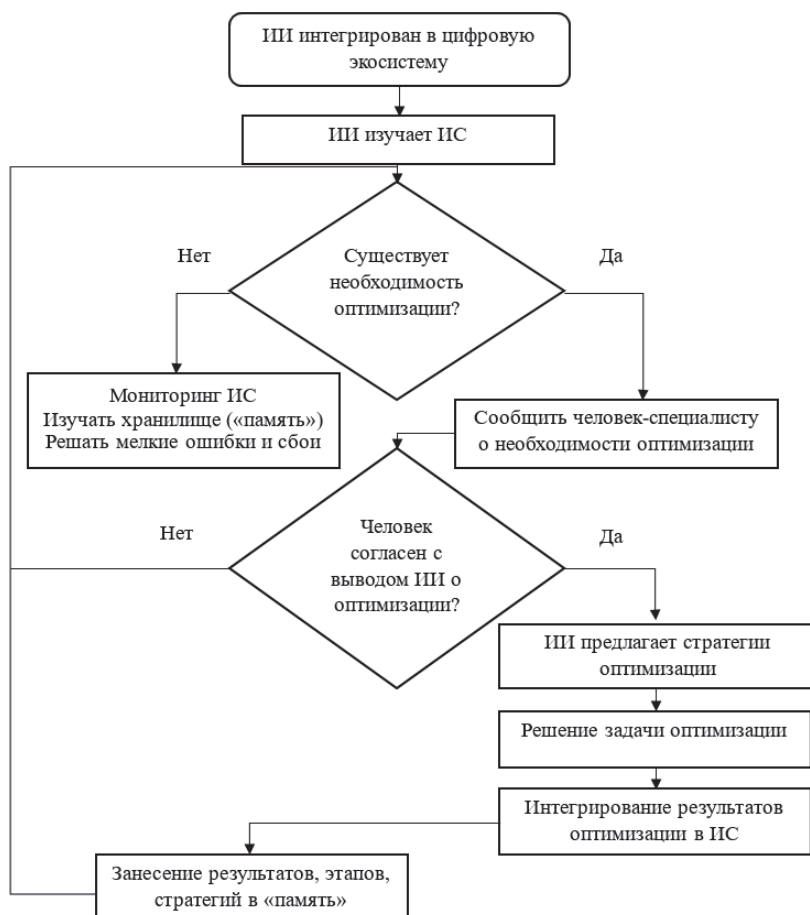 ИИ интегрирован в цифровую
экосистему
ИИ изучает ИС
Нет
Существует
необходимость
оптимизации?
Да
Мониторинг ИС
Изучать хранилище («память»)
Решать мелкие ошибки и сбои
Сообщить человек-специалисту
о необходимости оптимизации
Нет
Человек
согласен с
выводом ИИ о
оптимизации?
Да
ИИ предлагает стратегии
оптимизации
Решение задачи оптимизации
Интегрирование результатов
оптимизации в ИС
Занесение результатов, этапов,
стратегий в «память»